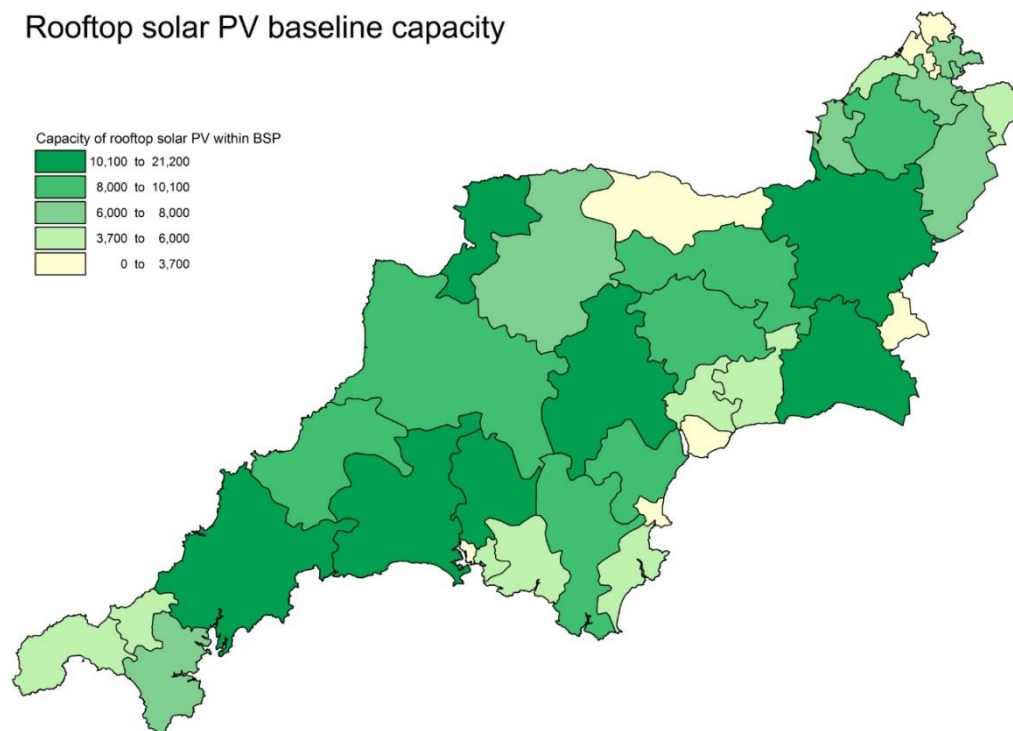 Rooftop solar PV baseline capacity
Capacity of rooftop solar PV within BSP
10,100 to 21,200
8,000 to 10,100
6,000 to 8,000
3,700 to 6,000
0 to 3,700